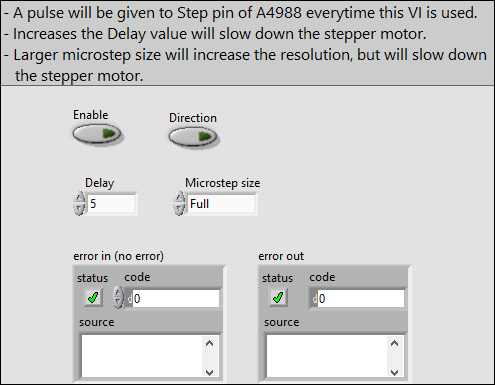 - A pulse will be given to Step pin of A4988 everytime this VI is used.
- Increases the Delay value will slow down the stepper motor.
- Larger microstep size will increase the resolution, but will slow down
the stepper motor.
Enable
Direction
Delay
Microstep size
5
Full
error in (no error)
error out
status code
status code
d0
d0
source
source